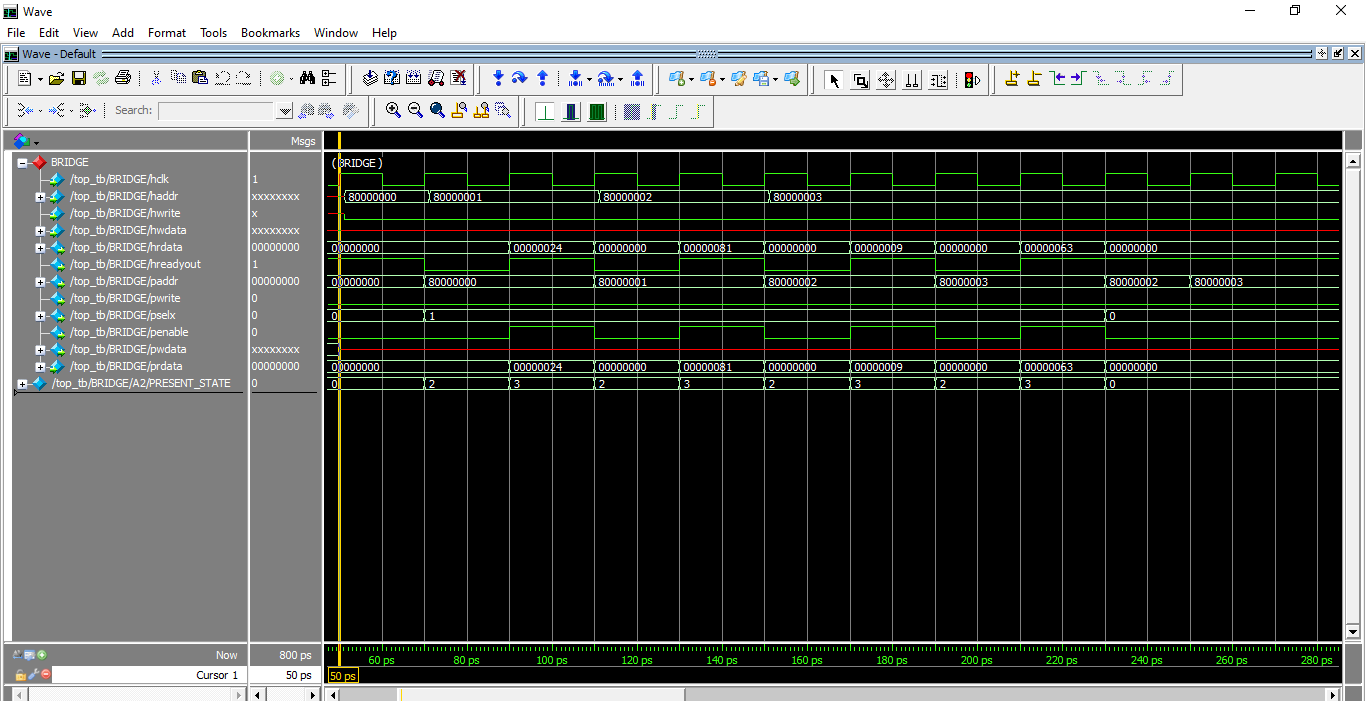 Wave
File Edit View Add Format Tools Bookmarks Window Help
Wave - Default
Search:
Msgs
BRIDGE (BRIDGE)
/top_tb/BRIDGE/hclk 1
/top_tb/BRIDGE/haddr xxxxxxxx 80000000 80000001 80000002 80000003
/top_tb/BRIDGE/hwrite x
/top_tb/BRIDGE/hwdata xxxxxxxx
/top_tb/BRIDGE/hrdata 00000000 00000000 00000024 00000000 00000081 00000000 00000009 00000000 00000063 00000000
/top_tb/BRIDGE/hreadyout 1
/top_tb/BRIDGE/paddr 00000000 00000000 80000000 80000001 80000002 80000003 80000002 80000003
/top_tb/BRIDGE/pwrite 0
/top_tb/BRIDGE/pselx 0 0 1 0
/top_tb/BRIDGE/penable 0
/top_tb/BRIDGE/pwdata xxxxxxxx
/top_tb/BRIDGE/prdata 00000000 00000000 00000024 00000000 00000081 00000000 00000009 00000000 00000063 00000000
/top_tb/BRIDGE/A2/PRESENT_STATE 0 0 2 3 2 3 2 3 2 3 0
Now 800 ps 60 ps 80 ps 100 ps 120 ps 140 ps 160 ps 180 ps 200 ps 220 ps 240 ps 260 ps 280 ps
Cursor 1 50 ps 50 ps